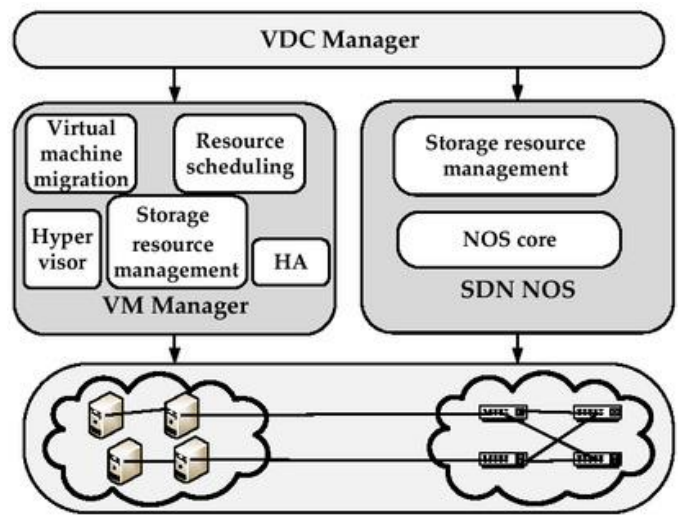 VDC Manager
Virtual
machine
migration
Resource
scheduling
Hyper
visor
Storage
resource
management
HA
VM Manager
Storage resource
management
NOS core
SDN NOS